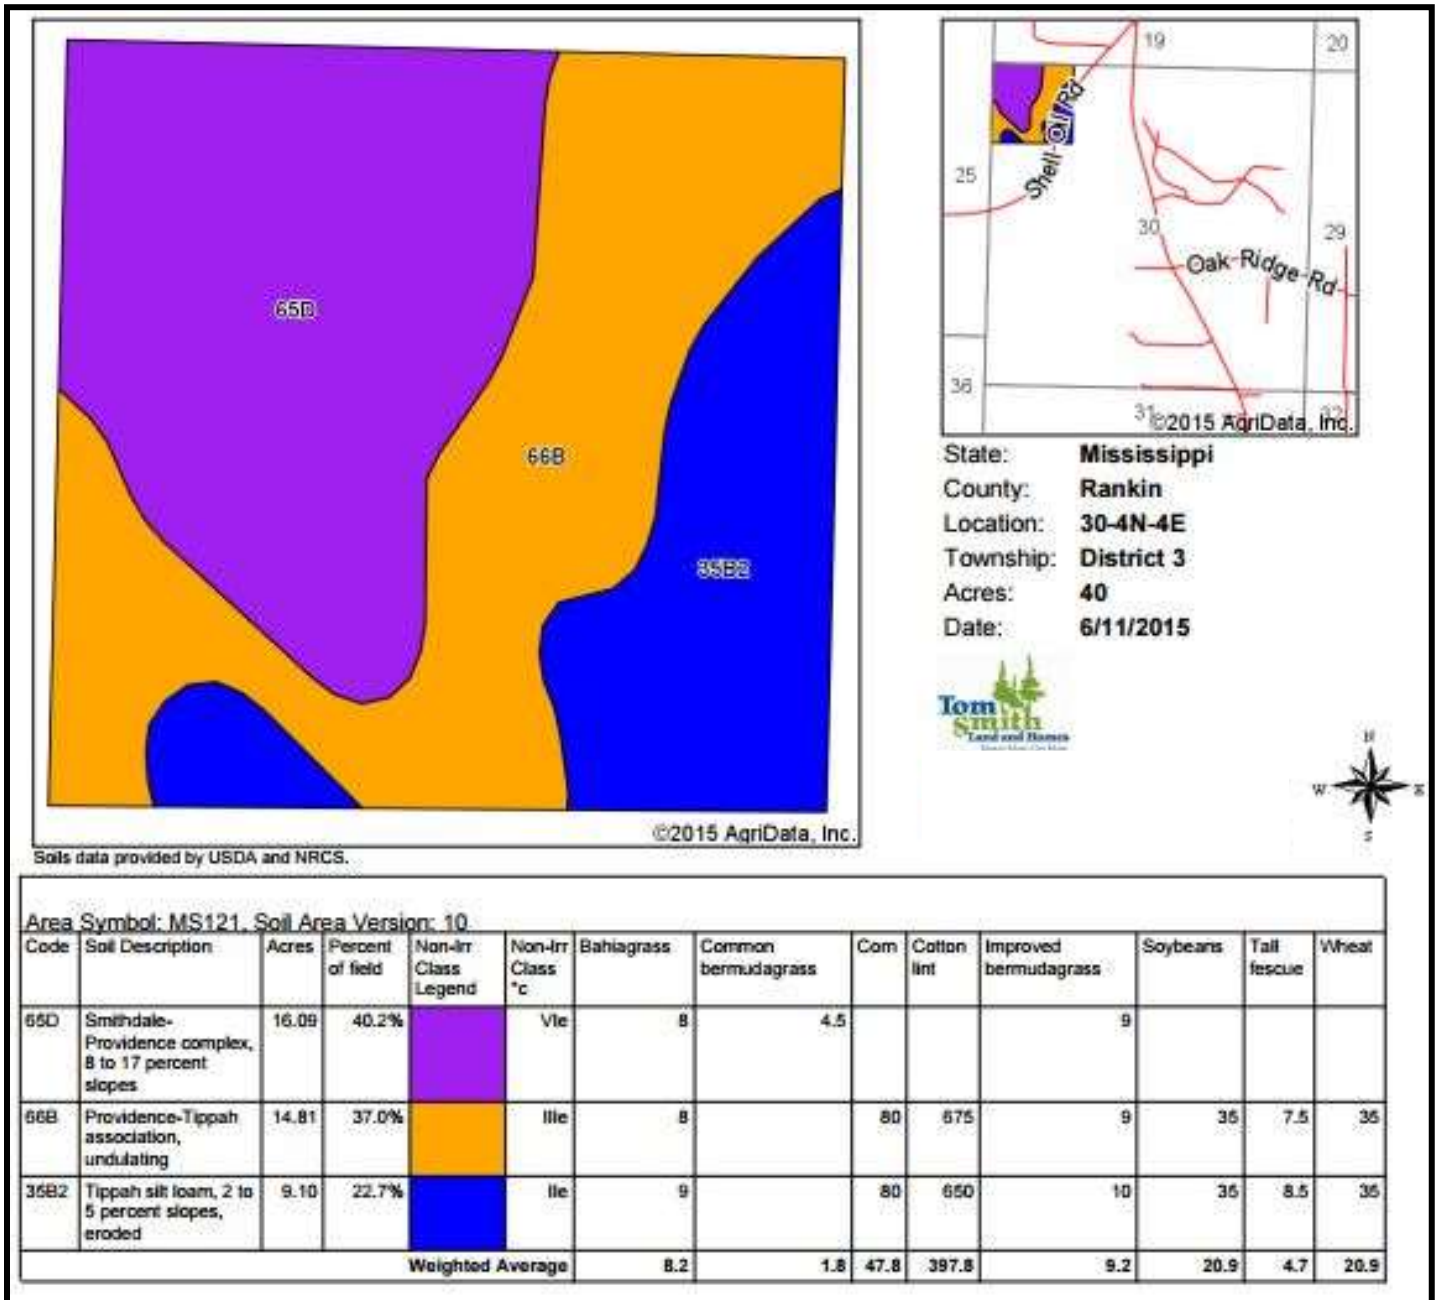 65D
66B
35B2
©2015 AgriData, Inc.
Soils data provided by USDA and NRCS.
19
20
25
Shell-Oil Rd
30
29
Oak-Ridge-Rd
36
31
32
©2015 AgriData, Inc.
State: Mississippi
County: Rankin
Location: 30-4N-4E
Township: District 3
Acres: 40
Date: 6/11/2015
Tom
Smith
Land and Homes
N
W
E
S
Area Symbol: MS121, Soil Area Version: 10
Code Soil Description Acres Percent of field Non-Irr Class Legend Non-Irr Class *c Bahiagrass Common bermudagrass Corn Cotton lint Improved bermudagrass Soybeans Tall fescue Wheat
65D Smithdale-Providence complex, 8 to 17 percent slopes 16.09 40.2% VIe 8 4.5 9
66B Providence-Tippah association, undulating 14.81 37.0% IIIe 8 80 675 9 35 7.5 35
35B2 Tippah silt loam, 2 to 5 percent slopes, eroded 9.10 22.7% IIe 9 80 650 10 35 8.5 35
Weighted Average 8.2 1.8 47.8 397.8 9.2 20.9 4.7 20.9